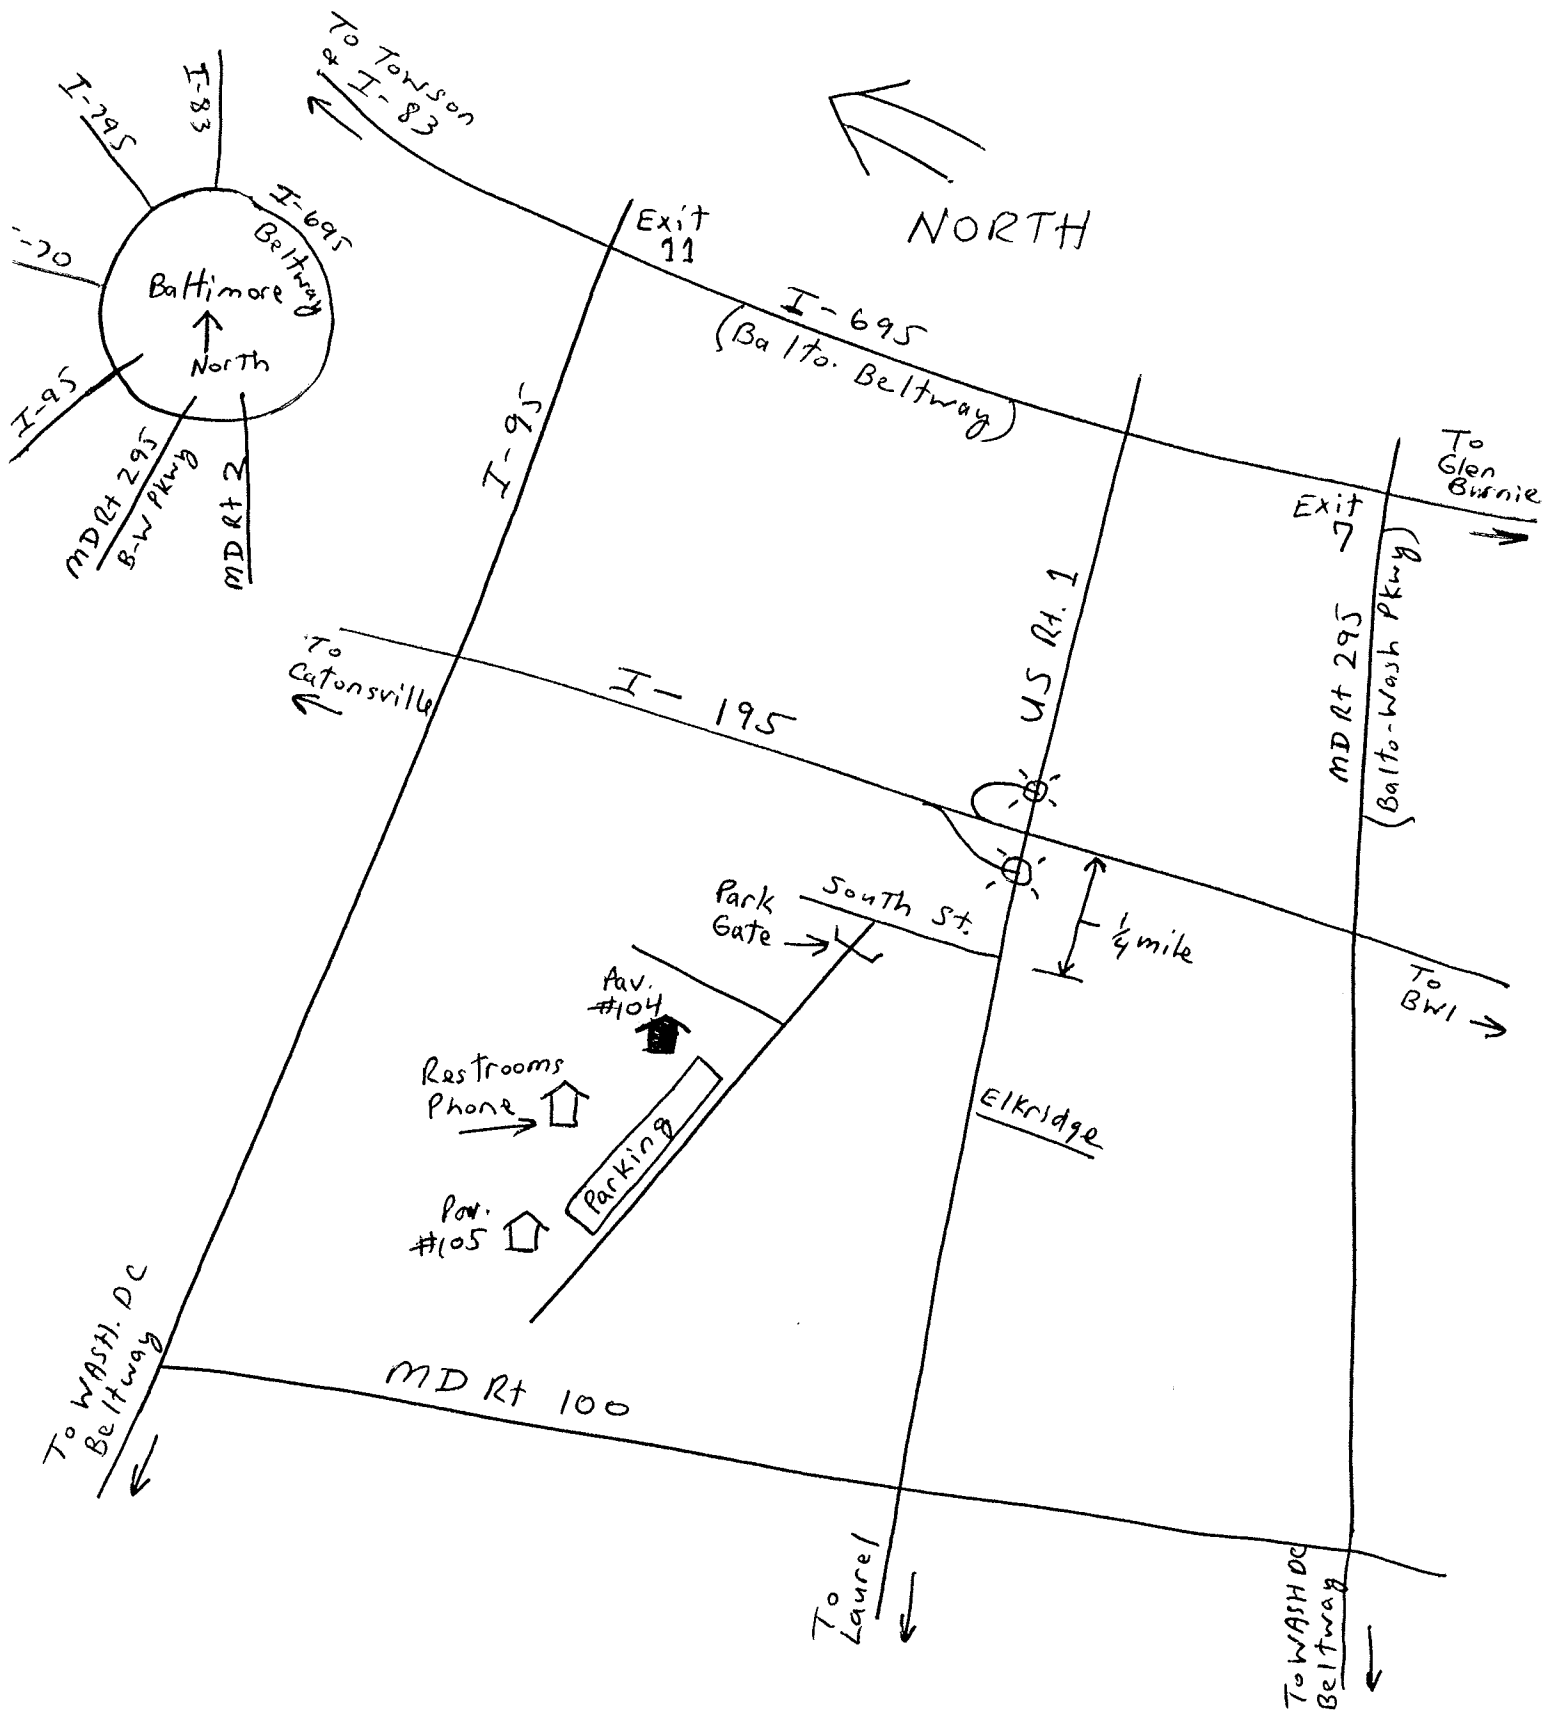 To Towson
& I-83
I-83
I-795
I-695
Beltway
-70
Baltimore
North
I-95
MD Rt 295
B-W Pkwy
MD Rt 2
NORTH
Exit
11
I-695
(Balto. Beltway)
I-95
To
Glen
Burnie
Exit
7
US Rt. 1
MD Rt 295
(Balto-Wash Pkwy)
To
Catonsville
I-195
South St.
Park
Gate
1/4 mile
To
BWI
Pav.
#104
Restrooms
Phone
Parking
Elkridge
Pav.
#105
To WASH. DC
Beltway
MD Rt 100
To
Laurel
To WASH DC
Beltway